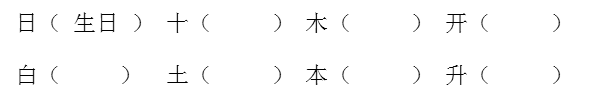 日（ 生日 ） 十（      ） 木（      ） 开（      ）
白（      ） 土（      ） 本（      ） 升（      ）